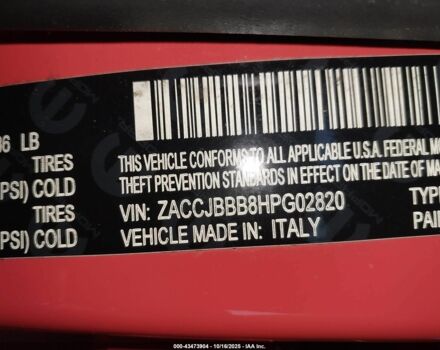 36 LB
TIRES
PSI) COLD
TIRES
PSI) COLD
THIS VEHICLE CONFORMS TO ALL APPLICABLE U.S.A. FEDERAL MO
THEFT PREVENTION STANDARDS IN EFFECT ON THE DATE OF MA
VIN: ZACCJBBB8HPG02820
TYP
VEHICLE MADE IN: ITALY
PAI
MOPAR
000-43473904 - 10/16/2025 - IAA Inc.